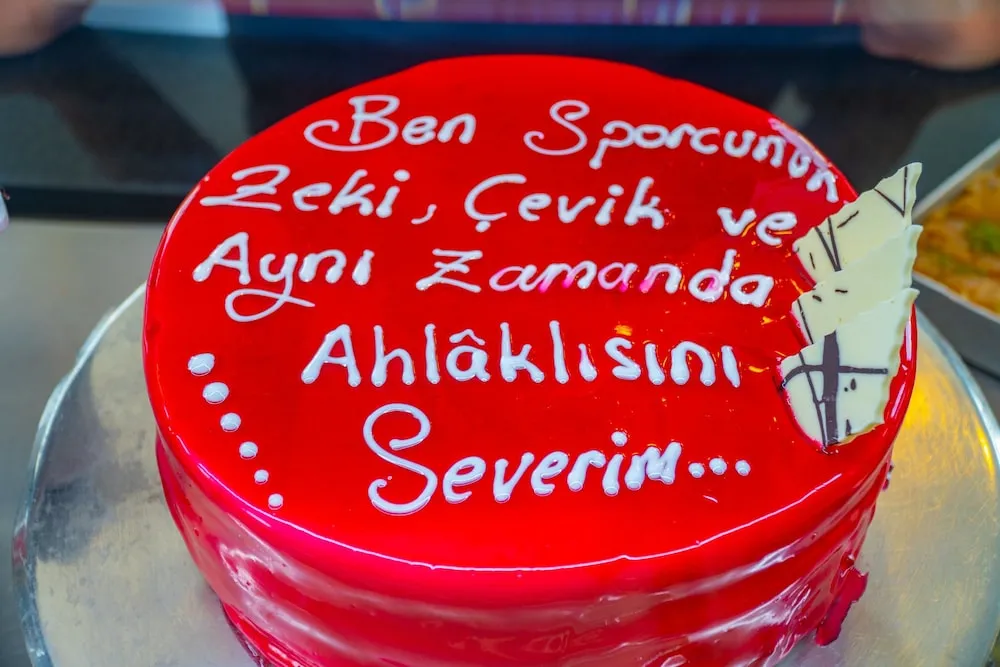 Ben Sporcunun
Zeki, Çevik ve
Aynı Zamanda
Ahlâklısını
Severim...